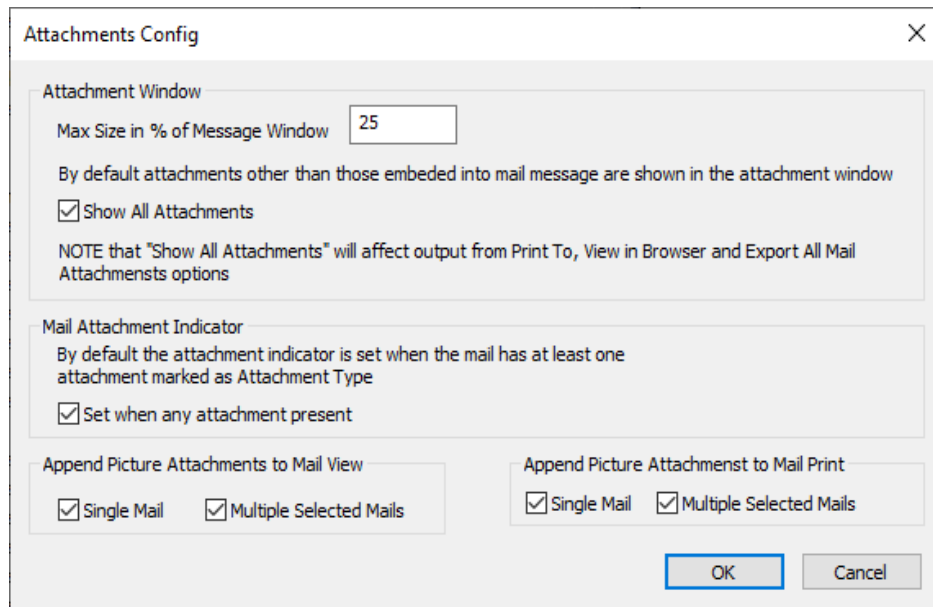 Attachments Config
Attachment Window
Max Size in % of Message Window 25
By default attachments other than those embeded into mail message are shown in the attachment window
Show All Attachments
NOTE that "Show All Attachments" will affect output from Print To, View in Browser and Export All Mail
Attachmensts options
Mail Attachment Indicator
By default the attachment indicator is set when the mail has at least one
attachment marked as Attachment Type
Set when any attachment present
Append Picture Attachments to Mail View
Single Mail Multiple Selected Mails
Append Picture Attachmenst to Mail Print
Single Mail Multiple Selected Mails
OK Cancel